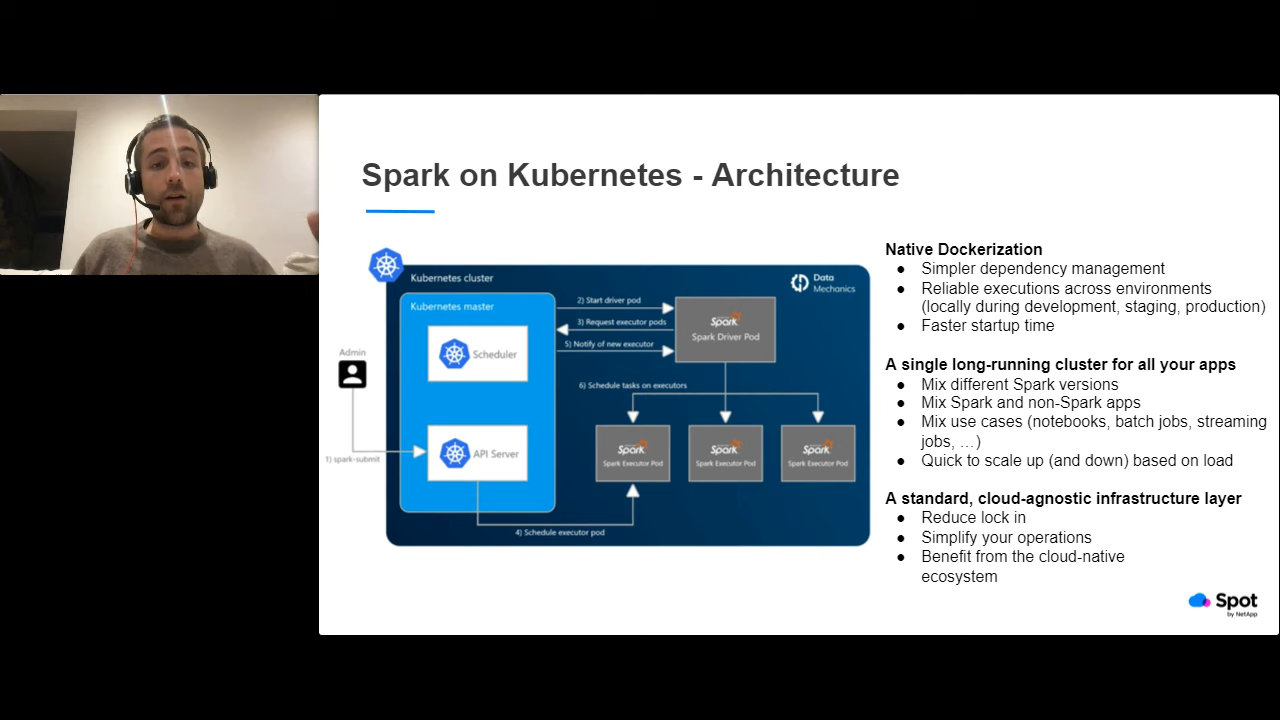 Spark on Kubernetes - Architecture
Kubernetes cluster
Data
Mechanics
Kubernetes master
Scheduler
API Server
Admin
1) spark-submit
2) Start driver pod
3) Request executor pods
5) Notify of new executor
Spark
Spark Driver Pod
6) Schedule tasks on executors
Spark
Spark Executor Pod
Spark
Spark Executor Pod
Spark
Spark Executor Pod
4) Schedule executor pod
Native Dockerization
● Simpler dependency management
● Reliable executions across environments
(locally during development, staging, production)
● Faster startup time
A single long-running cluster for all your apps
● Mix different Spark versions
● Mix Spark and non-Spark apps
● Mix use cases (notebooks, batch jobs, streaming
jobs, …)
● Quick to scale up (and down) based on load
A standard, cloud-agnostic infrastructure layer
● Reduce lock in
● Simplify your operations
● Benefit from the cloud-native
ecosystem
Spot
by NetApp